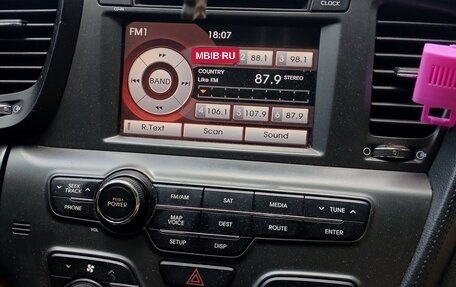 CD-IN
CLOCK
FM1
18:07
MBIB.RU
2 88.1
3 98.1
COUNTRY
Like FM
87.9 STEREO
BAND
4 106.1
5 107.9
6 87.9
R.Text
Scan
Sound
SEEK
TRACK
PUSH
POWER
FM/AM
SAT
MEDIA
TUNE
PHONE
MAP
VOICE
DEST
ROUTE
ENTER
VOL
SETUP
DISP